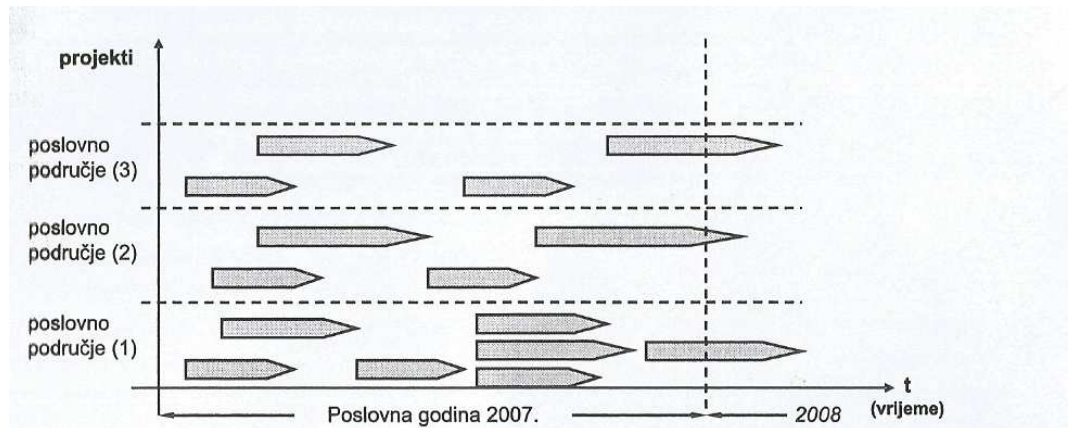 projekti
poslovno
područje (3)
poslovno
područje (2)
poslovno
područje (1)
t
(vrijeme)
Poslovna godina 2007.
2008